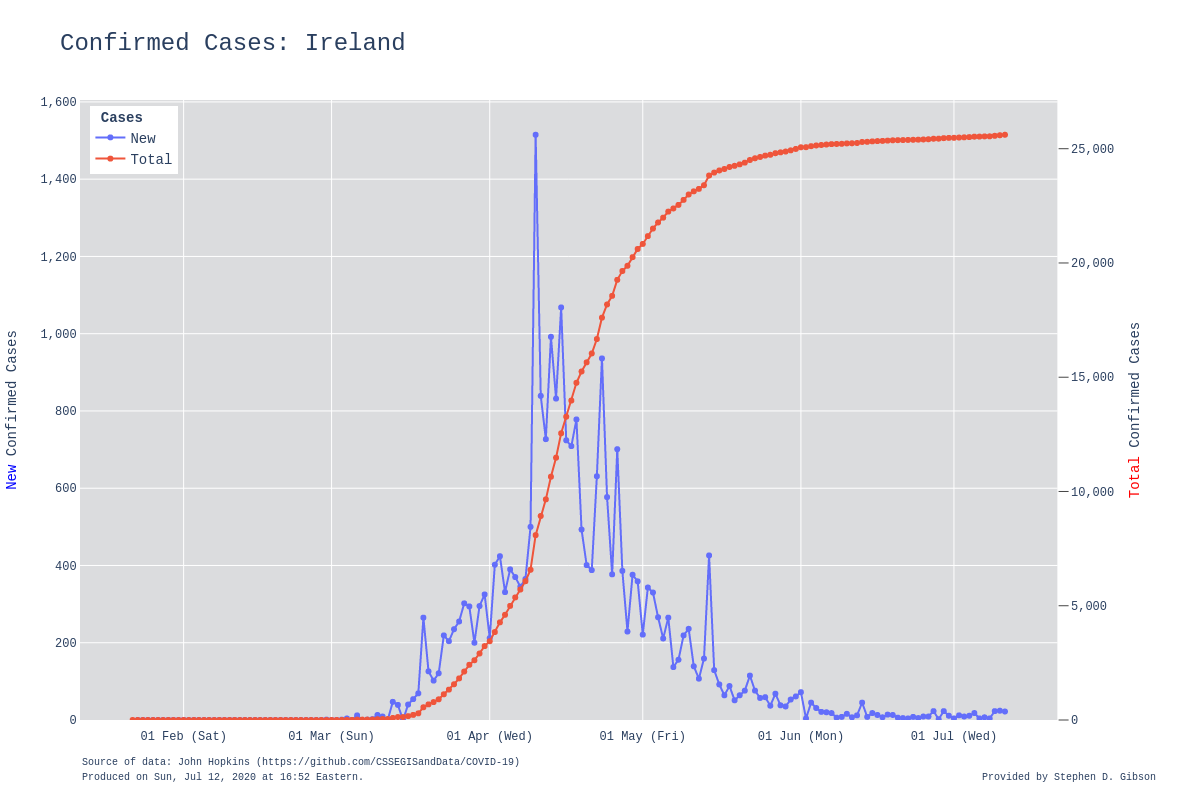 Confirmed Cases: Ireland
Cases
New
Total
1,600
1,400
1,200
1,000
800
600
400
200
0
New Confirmed Cases
25,000
20,000
15,000
10,000
5,000
0
Total Confirmed Cases
01 Feb (Sat)
01 Mar (Sun)
01 Apr (Wed)
01 May (Fri)
01 Jun (Mon)
01 Jul (Wed)
Source of data: John Hopkins (https://github.com/CSSEGISandData/COVID-19)
Produced on Sun, Jul 12, 2020 at 16:52 Eastern.
Provided by Stephen D. Gibson